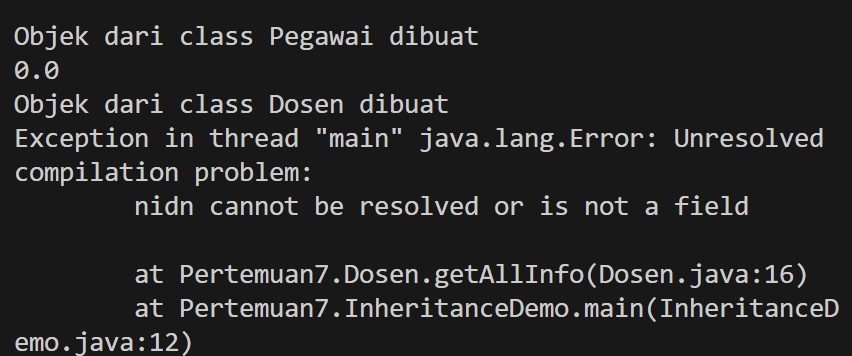 Objek dari class Pegawai dibuat
0.0
Objek dari class Dosen dibuat
Exception in thread "main" java.lang.Error: Unresolved
compilation problem:
        nidn cannot be resolved or is not a field

        at Pertemuan7.Dosen.getAllInfo(Dosen.java:16)
        at Pertemuan7.InheritanceDemo.main(InheritanceD
emo.java:12)